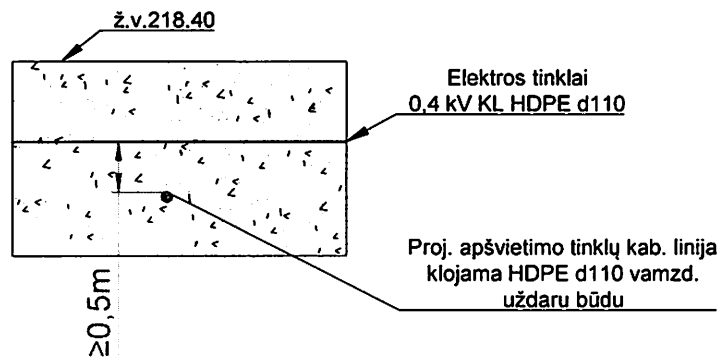 ž.v.218.40
Elektros tinklai
0,4 kV KL HDPE d110
Proj. apšvietimo tinklų kab. linija
klojama HDPE d110 vamzd.
uždaru būdu
≥0,5m